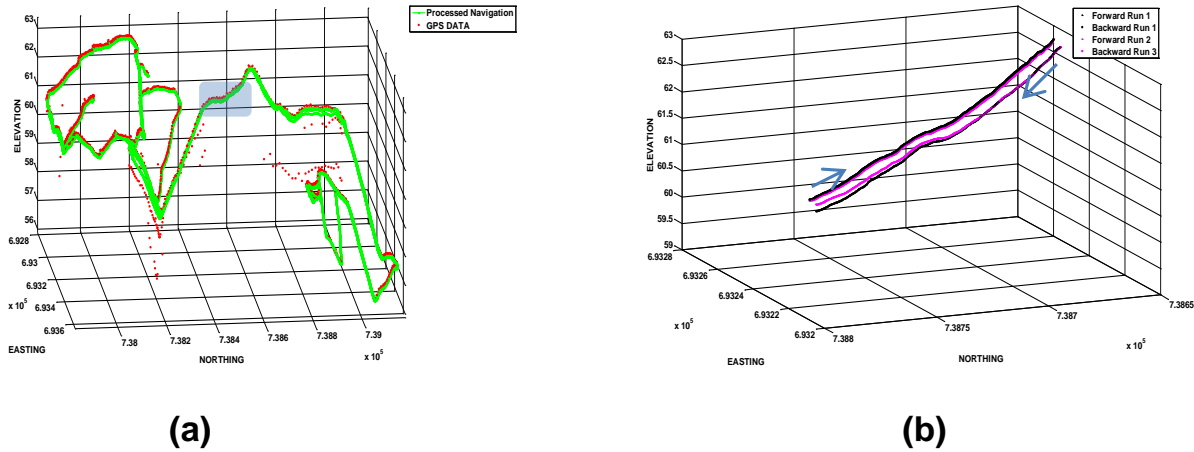 Processed Navigation
GPS DATA
63
62
61
60
59
58
57
56
ELEVATION
6.928
6.93
6.932
6.934
6.936
x 10^5
EASTING
7.38
7.382
7.384
7.386
7.388
7.39
x 10^5
NORTHING
(a)
Forward Run 1
Backward Run 1
Forward Run 2
Backward Run 3
63
62.5
62
61.5
61
60.5
60
59.5
59
ELEVATION
6.9328
6.9326
6.9324
6.9322
6.932
x 10^5
EASTING
7.388
7.3875
7.387
7.3865
x 10^5
NORTHING
(b)